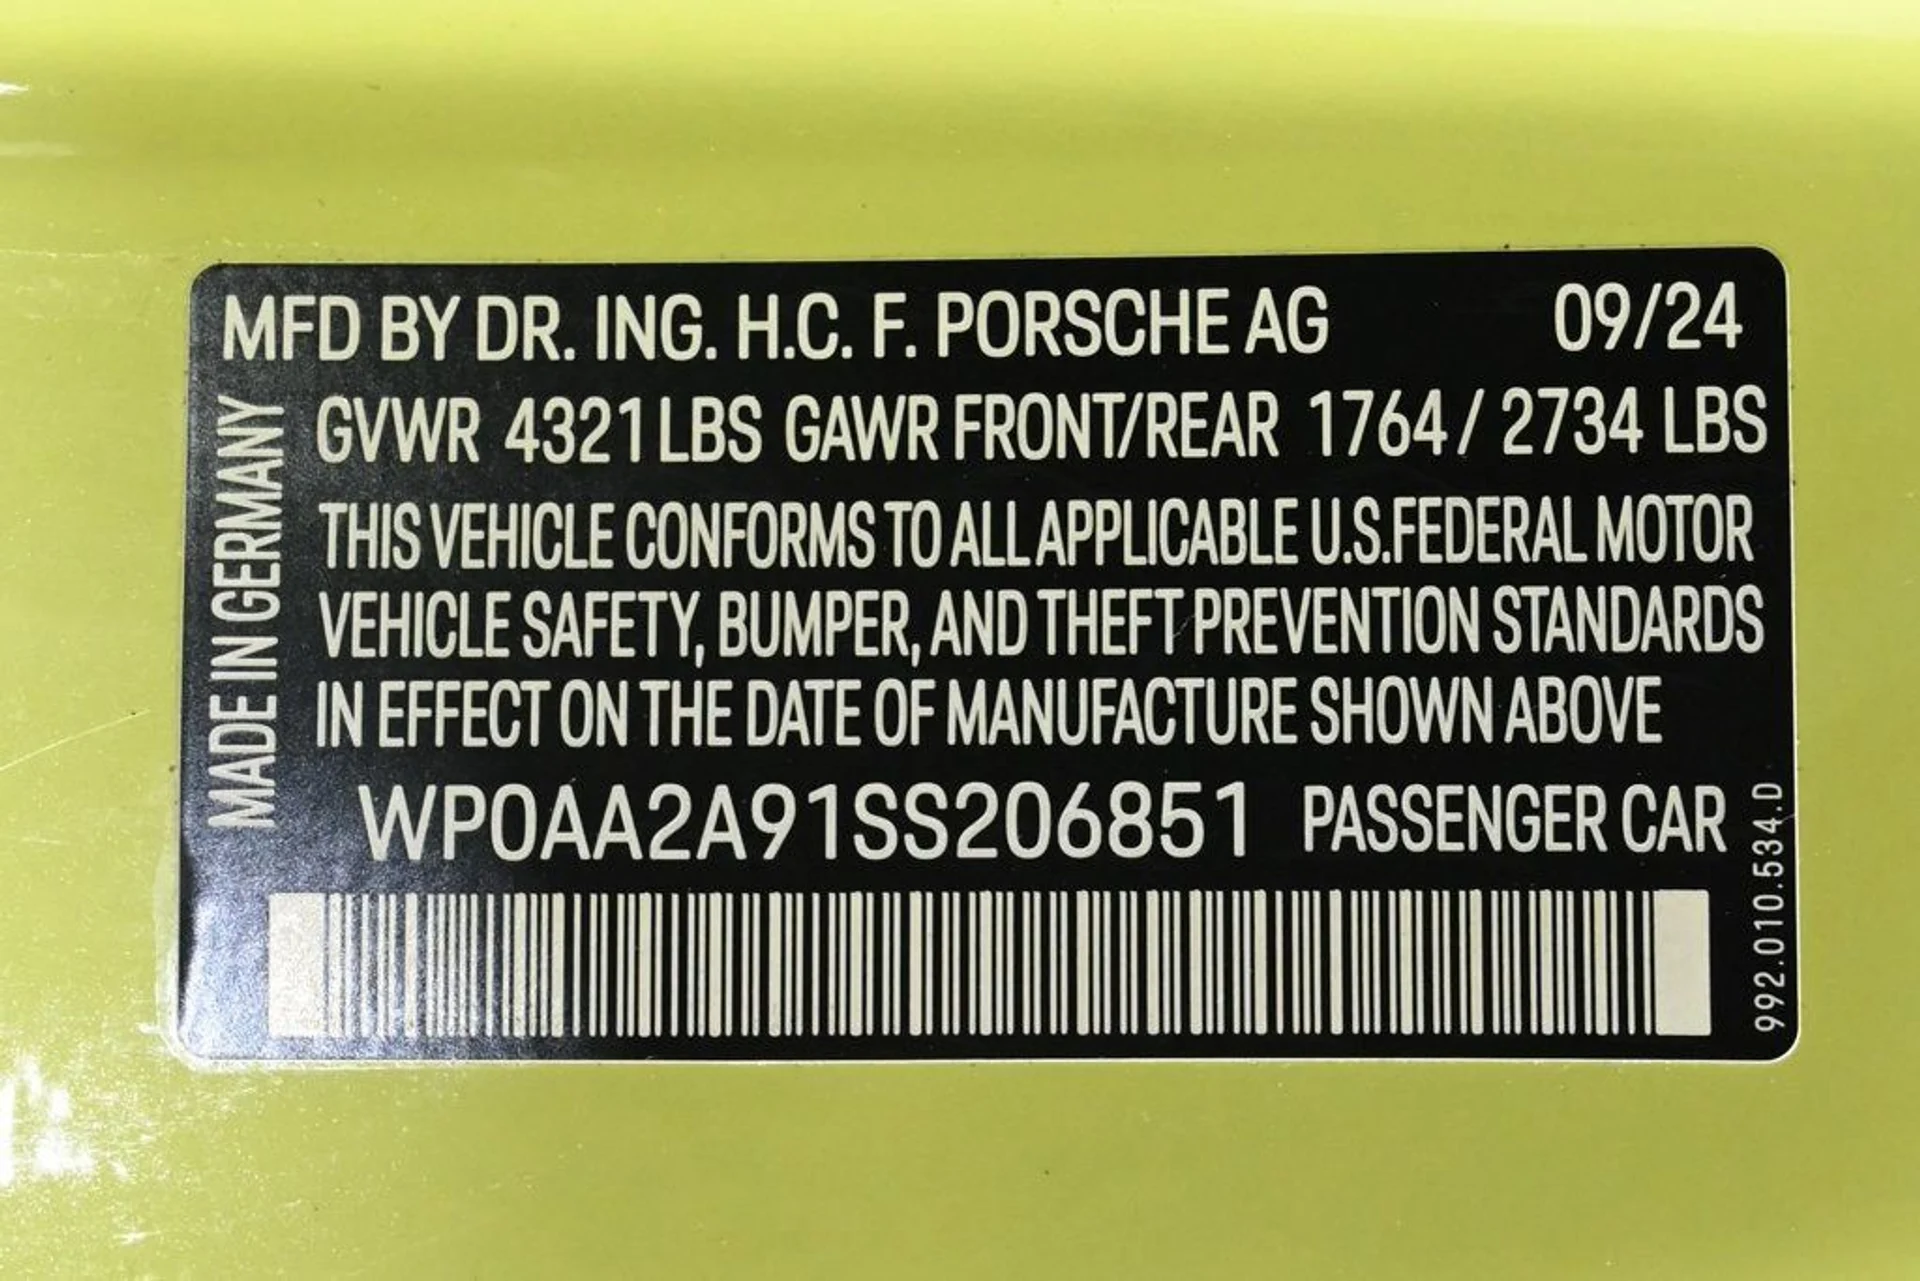 MFD BY DR. ING. H.C. F. PORSCHE AG 09/24
GVWR 4321 LBS GAWR FRONT/REAR 1764 / 2734 LBS
THIS VEHICLE CONFORMS TO ALL APPLICABLE U.S.FEDERAL MOTOR
VEHICLE SAFETY, BUMPER, AND THEFT PREVENTION STANDARDS
IN EFFECT ON THE DATE OF MANUFACTURE SHOWN ABOVE
WP0AA2A91SS206851 PASSENGER CAR
MADE IN GERMANY
992.010.534.D